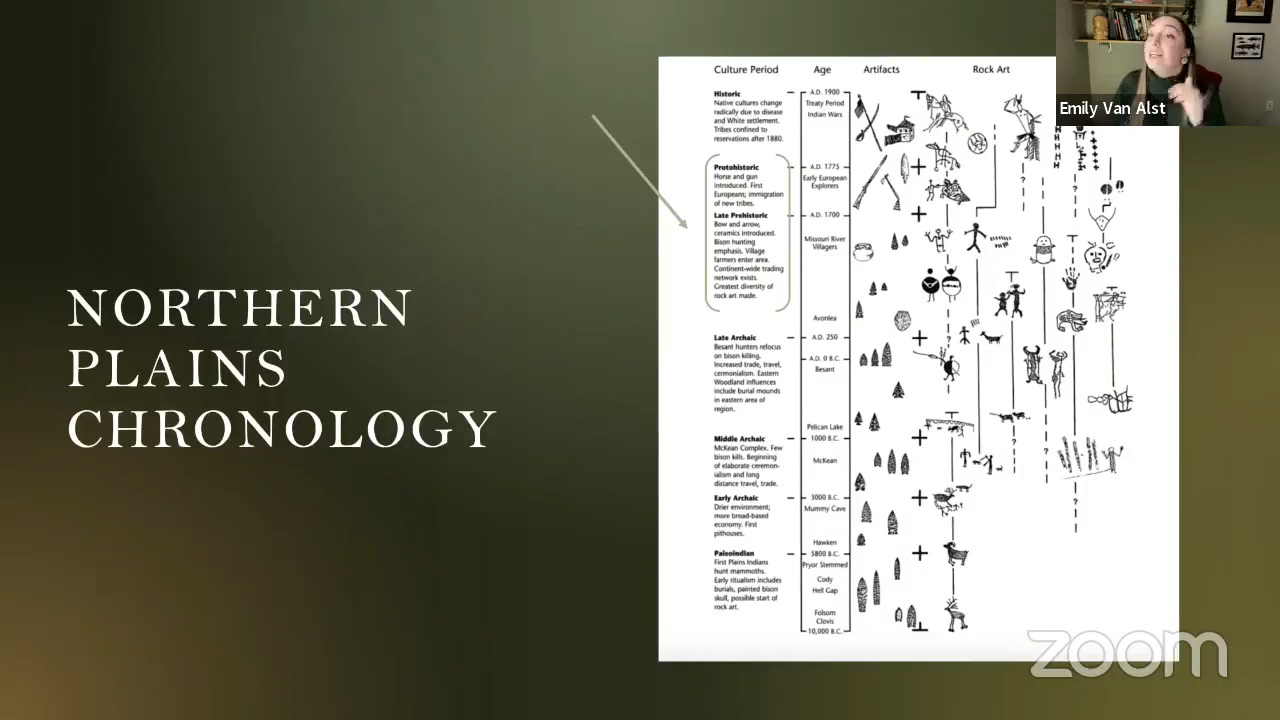 NORTHERN
PLAINS
CHRONOLOGY
Culture Period Age Artifacts Rock Art
Historic
Native cultures change
radically due to disease
and White settlement.
Tribes confined to
reservations after 1880.
Protohistoric
Horse and gun
introduced. First
Europeans; immigration
of new tribes.
Late Prehistoric
Bow and arrow,
ceramics introduced.
Bison hunting
emphasis. Village
farmers enter area.
Continent-wide trading
network exists.
Greatest diversity of
rock art made.
Late Archaic
Besant hunters refocus
on bison killing.
Increased trade, travel,
cermonialism. Eastern
Woodland influences
include burial mounds
in eastern area of
region.
Middle Archaic
McKean Complex. Few
bison kills. Beginning
of elaborate ceremon-
ialism and long
distance travel, trade.
Early Archaic
Drier environment;
more broad-based
economy. First
pithouses.
Paleoindian
First Plains Indians
hunt mammoths.
Early ritualism includes
burials, painted bison
skull, possible start of
rock art.
A.D. 1900
Treaty Period
Indian Wars
A.D. 1775
Early European
Explorers
A.D. 1700
Missouri River
Villagers
Avonlea
A.D. 250
A.D. 0 B.C.
Besant
Pelican Lake
1000 B.C.
McKean
3000 B.C.
Mummy Cave
Hawken
5800 B.C.
Pryor Stemmed
Cody
Hell Gap
Folsom
Clovis
10,000 B.C.
?
?
?
?
?
?
?
Emily Van Alst
zoom